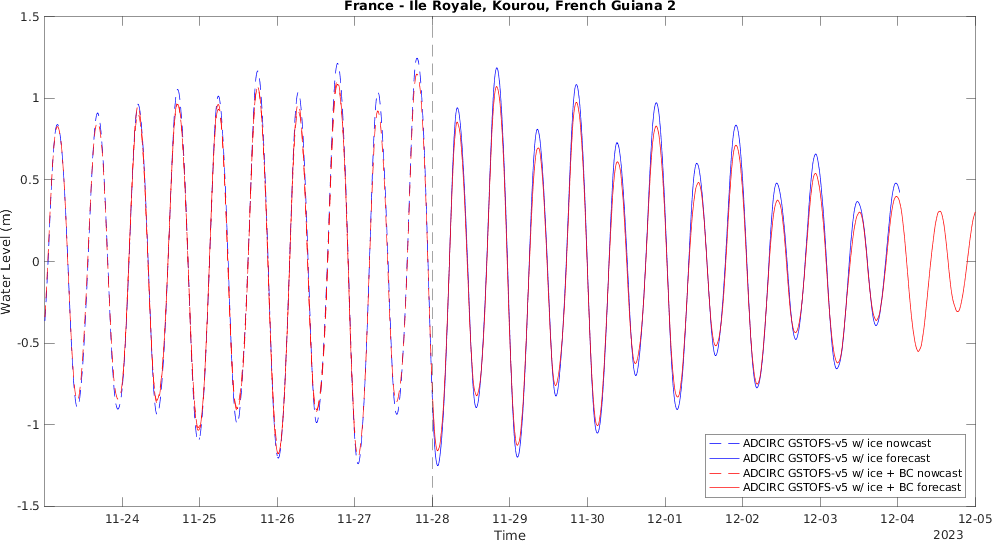 France - Ile Royale, Kourou, French Guiana 2
1.5
1
0.5
0
-0.5
-1
-1.5
Water Level (m)
11-24
11-25
11-26
11-27
11-28
11-29
11-30
12-01
12-02
12-03
12-04
12-05
Time
2023
ADCIRC GSTOFS-v5 w/ ice nowcast
ADCIRC GSTOFS-v5 w/ ice forecast
ADCIRC GSTOFS-v5 w/ ice + BC nowcast
ADCIRC GSTOFS-v5 w/ ice + BC forecast